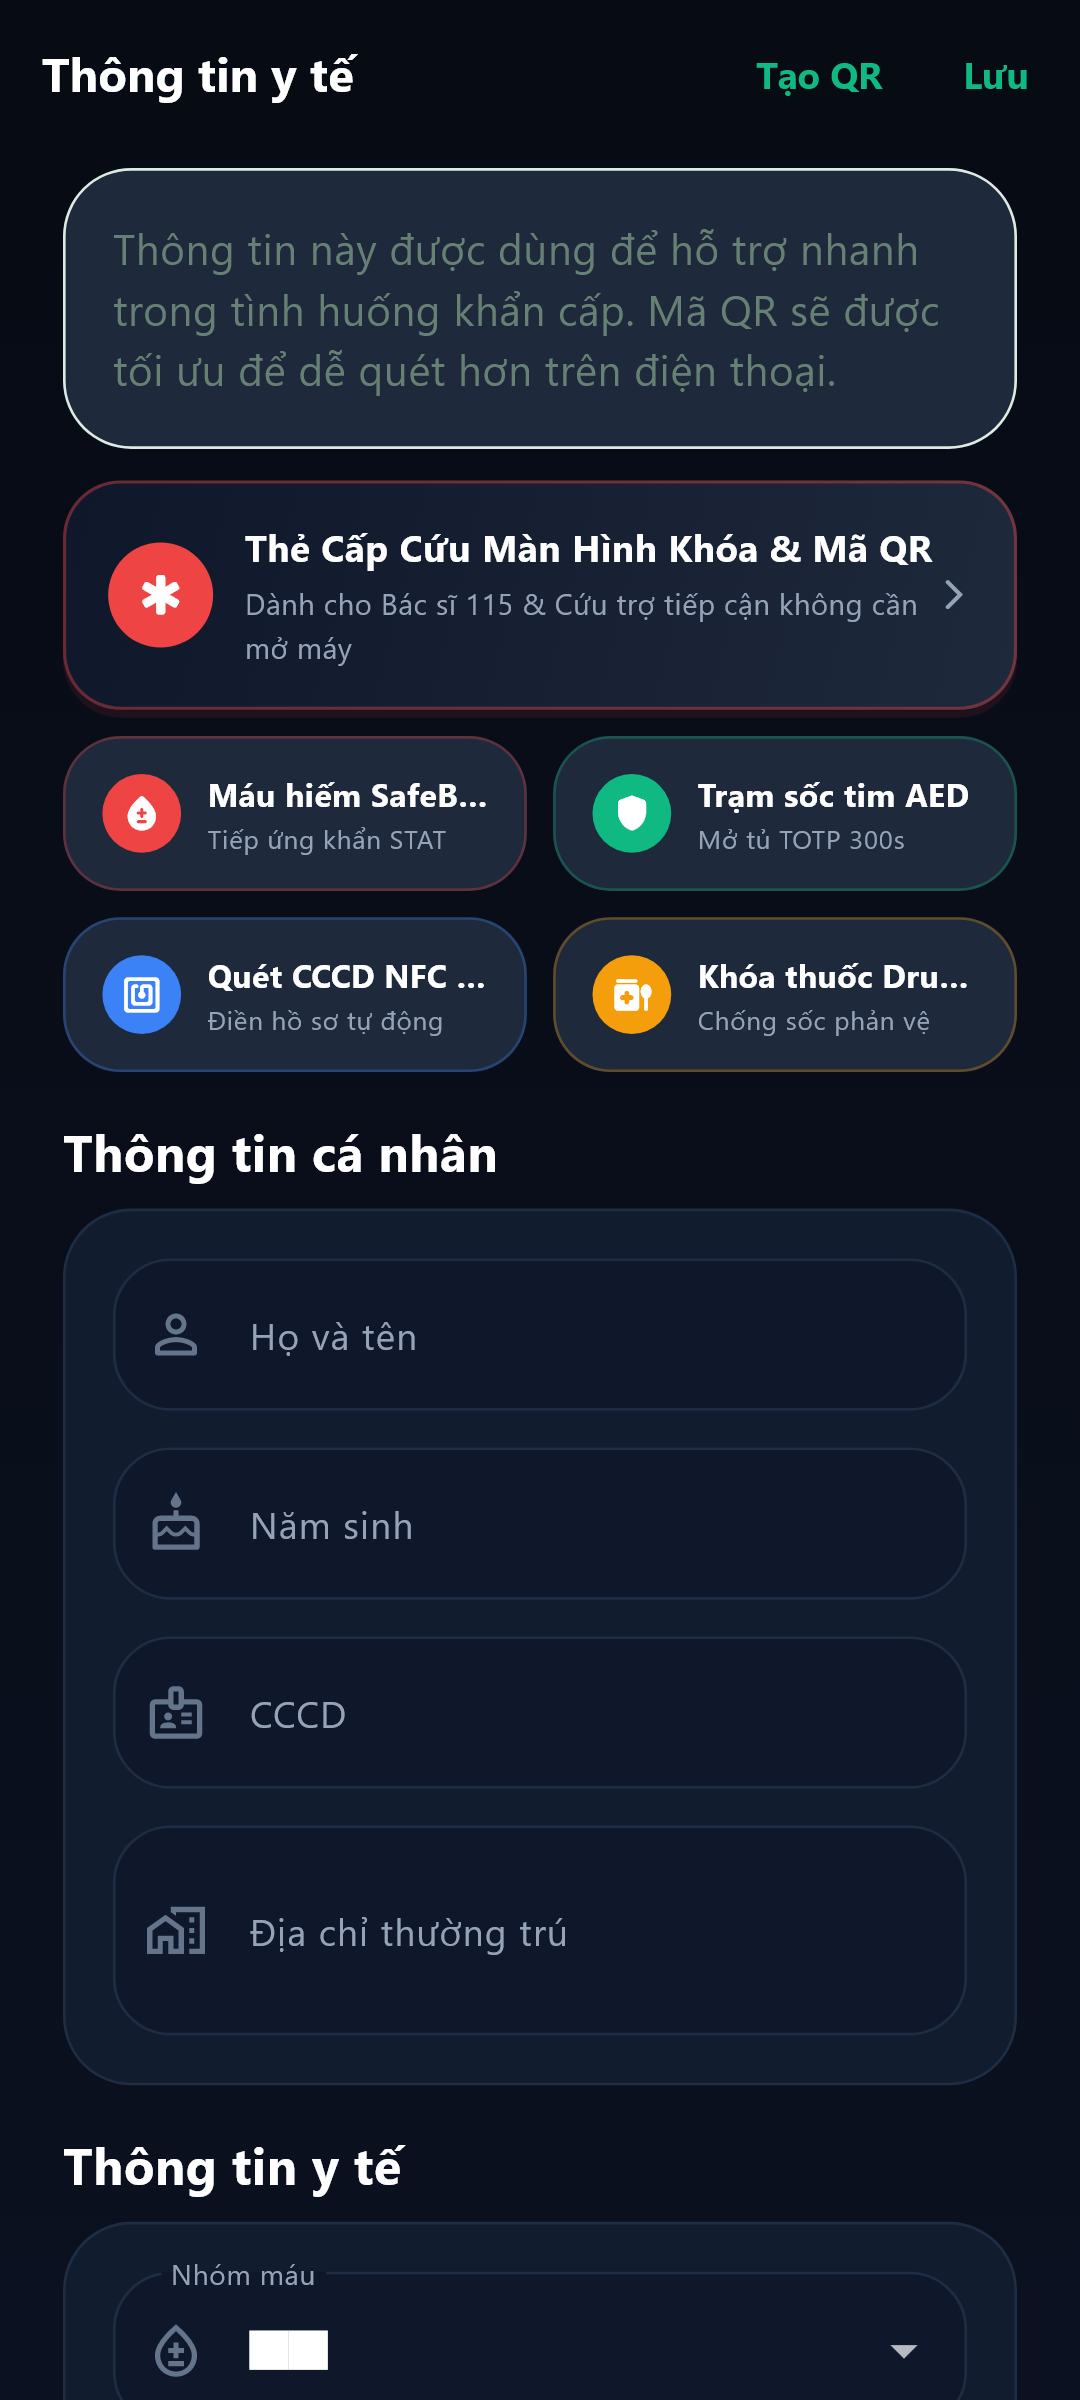 Thông tin y tế
Tạo QR
Lưu
Thông tin này được dùng để hỗ trợ nhanh
trong tình huống khẩn cấp. Mã QR sẽ được
tối ưu để dễ quét hơn trên điện thoại.
Thẻ Cấp Cứu Màn Hình Khóa & Mã QR
Dành cho Bác sĩ 115 & Cứu trợ tiếp cận không cần
mở máy
Máu hiếm SafeB...
Tiếp ứng khẩn STAT
Trạm sốc tim AED
Mở tủ TOTP 300s
Quét CCCD NFC ...
Điền hồ sơ tự động
Khóa thuốc Dru...
Chống sốc phản vệ
Thông tin cá nhân
Họ và tên
Năm sinh
CCCD
Địa chỉ thường trú
Thông tin y tế
Nhóm máu